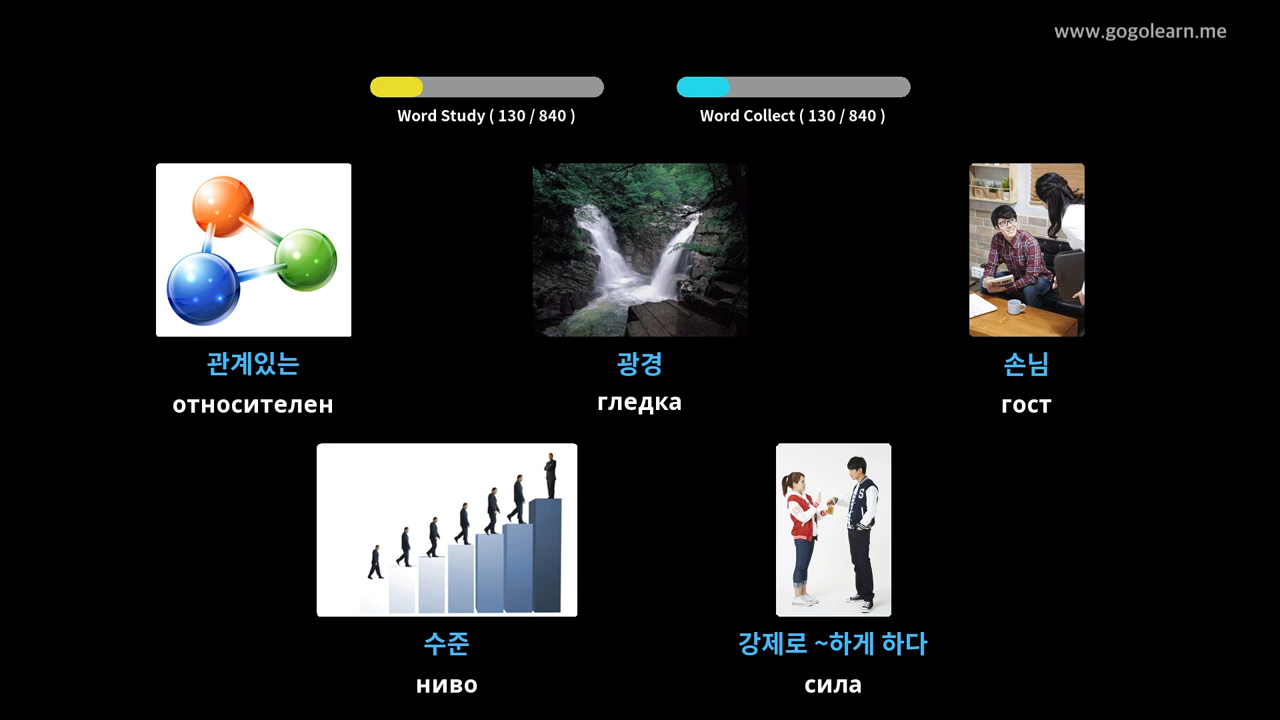 www.gogolearn.me
Word Study ( 130 / 840 )
Word Collect ( 130 / 840 )
관계있는
относителен
광경
гледка
손님
гост
수준
ниво
강제로 ~하게 하다
сила